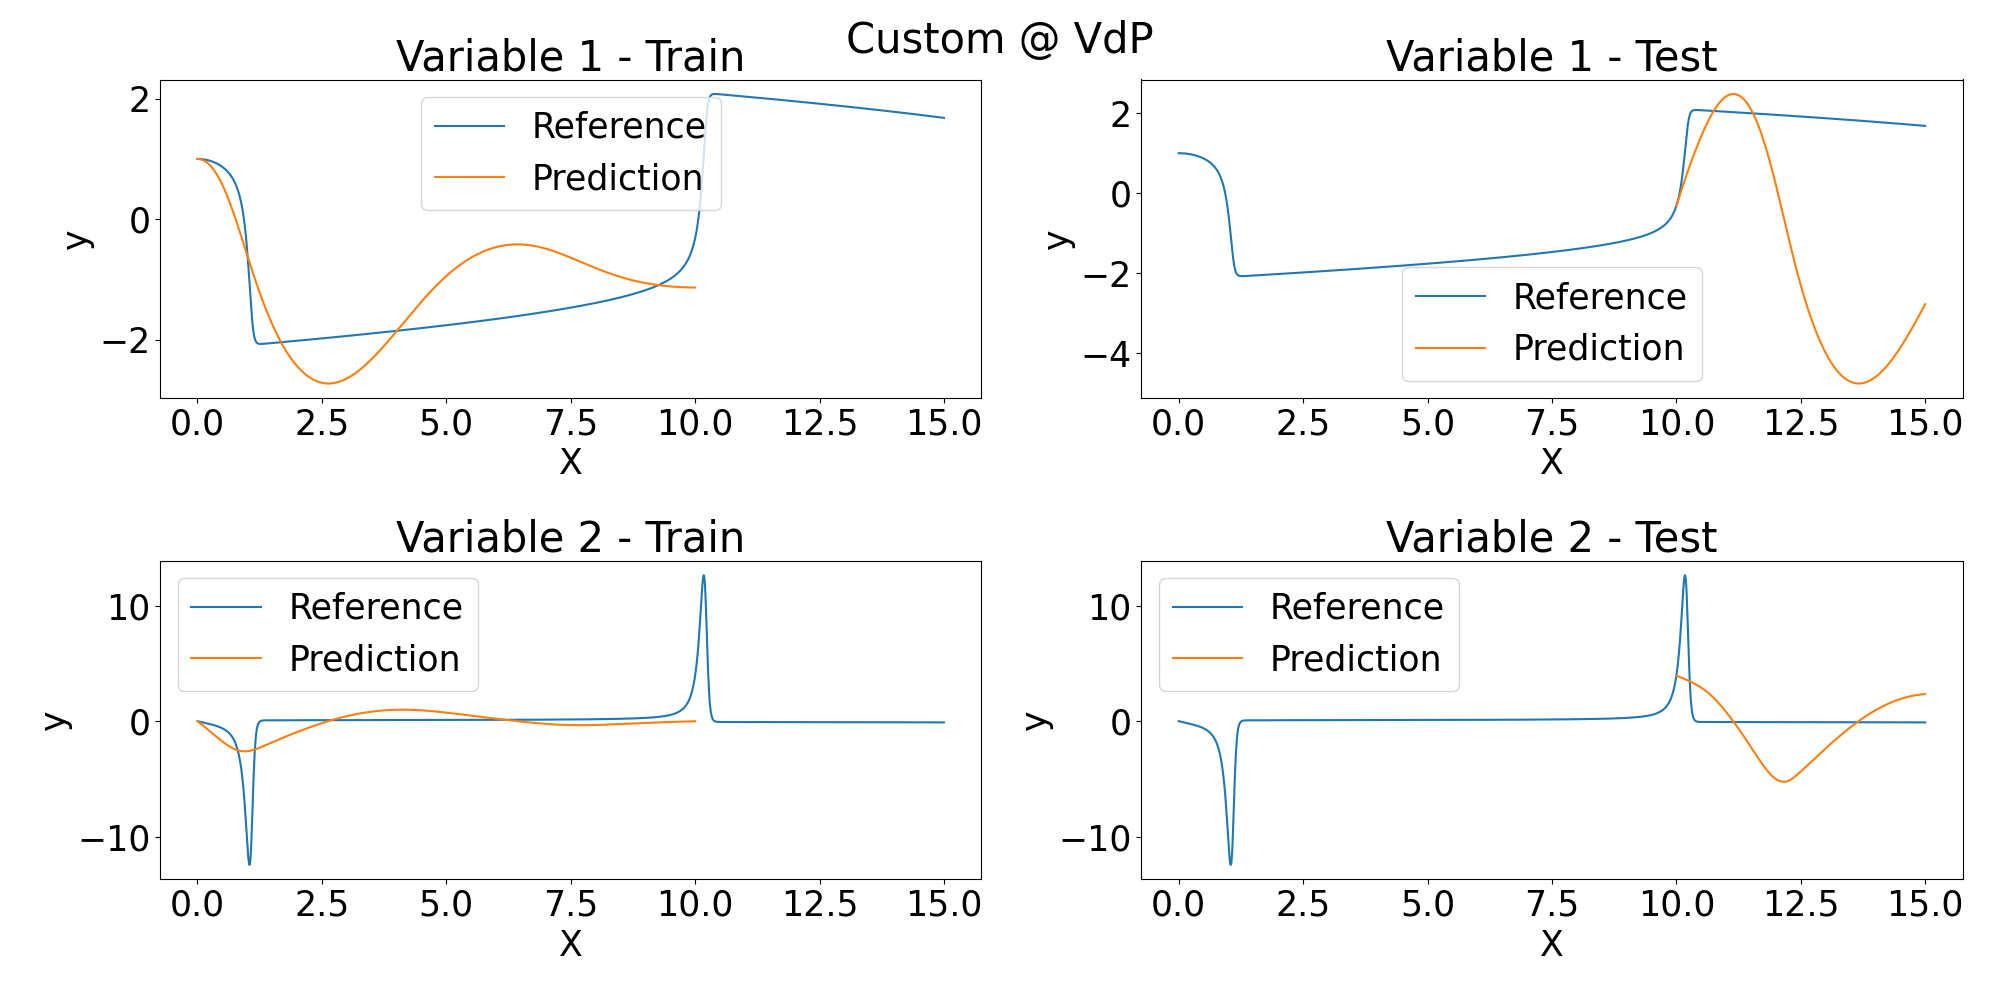 Custom @ VdP
Variable 1 - Train
2
0
−2
y
Reference
Prediction
0.0 2.5 5.0 7.5 10.0 12.5 15.0
X
Variable 1 - Test
2
0
−2
−4
y
Reference
Prediction
0.0 2.5 5.0 7.5 10.0 12.5 15.0
X
Variable 2 - Train
10
0
−10
y
Reference
Prediction
0.0 2.5 5.0 7.5 10.0 12.5 15.0
X
Variable 2 - Test
10
0
−10
y
Reference
Prediction
0.0 2.5 5.0 7.5 10.0 12.5 15.0
X